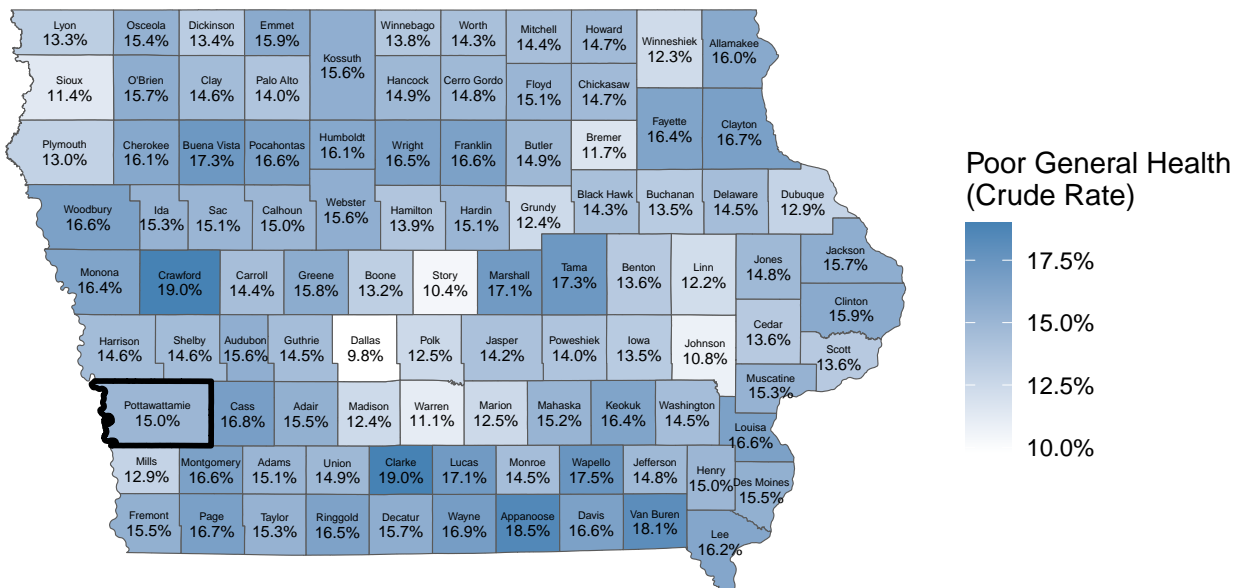 Lyon
13.3%
Osceola
15.4%
Dickinson
13.4%
Emmet
15.9%
Kossuth
15.6%
Winnebago
13.8%
Worth
14.3%
Mitchell
14.4%
Howard
14.7%
Winneshiek
12.3%
Allamakee
16.0%
Sioux
11.4%
O'Brien
15.7%
Clay
14.6%
Palo Alto
14.0%
Hancock
14.9%
Cerro Gordo
14.8%
Floyd
15.1%
Chickasaw
14.7%
Fayette
16.4%
Clayton
16.7%
Plymouth
13.0%
Cherokee
16.1%
Buena Vista
17.3%
Pocahontas
16.6%
Humboldt
16.1%
Wright
16.5%
Franklin
16.6%
Butler
14.9%
Bremer
11.7%
Woodbury
16.6%
Ida
15.3%
Sac
15.1%
Calhoun
15.0%
Webster
15.6%
Hamilton
13.9%
Hardin
15.1%
Grundy
12.4%
Black Hawk
14.3%
Buchanan
13.5%
Delaware
14.5%
Dubuque
12.9%
Monona
16.4%
Crawford
19.0%
Carroll
14.4%
Greene
15.8%
Boone
13.2%
Story
10.4%
Marshall
17.1%
Tama
17.3%
Benton
13.6%
Linn
12.2%
Jones
14.8%
Jackson
15.7%
Clinton
15.9%
Harrison
14.6%
Shelby
14.6%
Audubon
15.6%
Guthrie
14.5%
Dallas
9.8%
Polk
12.5%
Jasper
14.2%
Poweshiek
14.0%
Iowa
13.5%
Johnson
10.8%
Cedar
13.6%
Scott
13.6%
Muscatine
15.3%
Pottawattamie
15.0%
Cass
16.8%
Adair
15.5%
Madison
12.4%
Warren
11.1%
Marion
12.5%
Mahaska
15.2%
Keokuk
16.4%
Washington
14.5%
Louisa
16.6%
Mills
12.9%
Montgomery
16.6%
Adams
15.1%
Union
14.9%
Clarke
19.0%
Lucas
17.1%
Monroe
14.5%
Wapello
17.5%
Jefferson
14.8%
Henry
15.0%
Des Moines
15.5%
Fremont
15.5%
Page
16.7%
Taylor
15.3%
Ringgold
16.5%
Decatur
15.7%
Wayne
16.9%
Appanoose
18.5%
Davis
16.6%
Van Buren
18.1%
Lee
16.2%
Poor General Health
(Crude Rate)
17.5%
15.0%
12.5%
10.0%